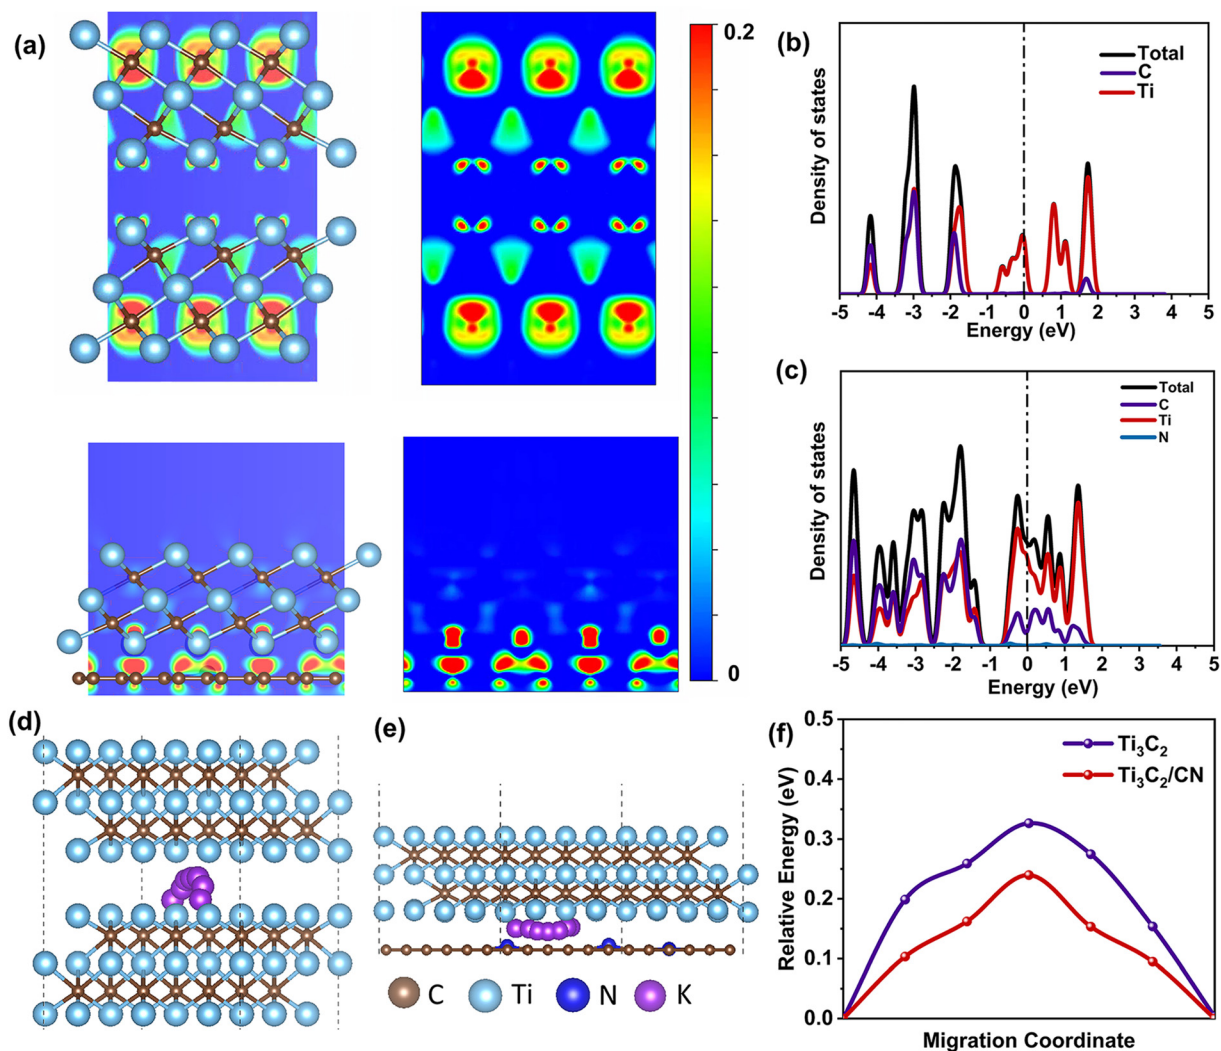 (a)
0.2
0
(b)
Total
C
Ti
Density of states
-5 -4 -3 -2 -1 0 1 2 3 4 5
Energy (eV)
(c)
Total
C
Ti
N
Density of states
-5 -4 -3 -2 -1 0 1 2 3 4 5
Energy (eV)
(d)
(e)
C Ti N K
(f)
0.5
0.4
0.3
0.2
0.1
0.0
Ti₃C₂
Ti₃C₂/CN
Relative Energy (eV)
Migration Coordinate